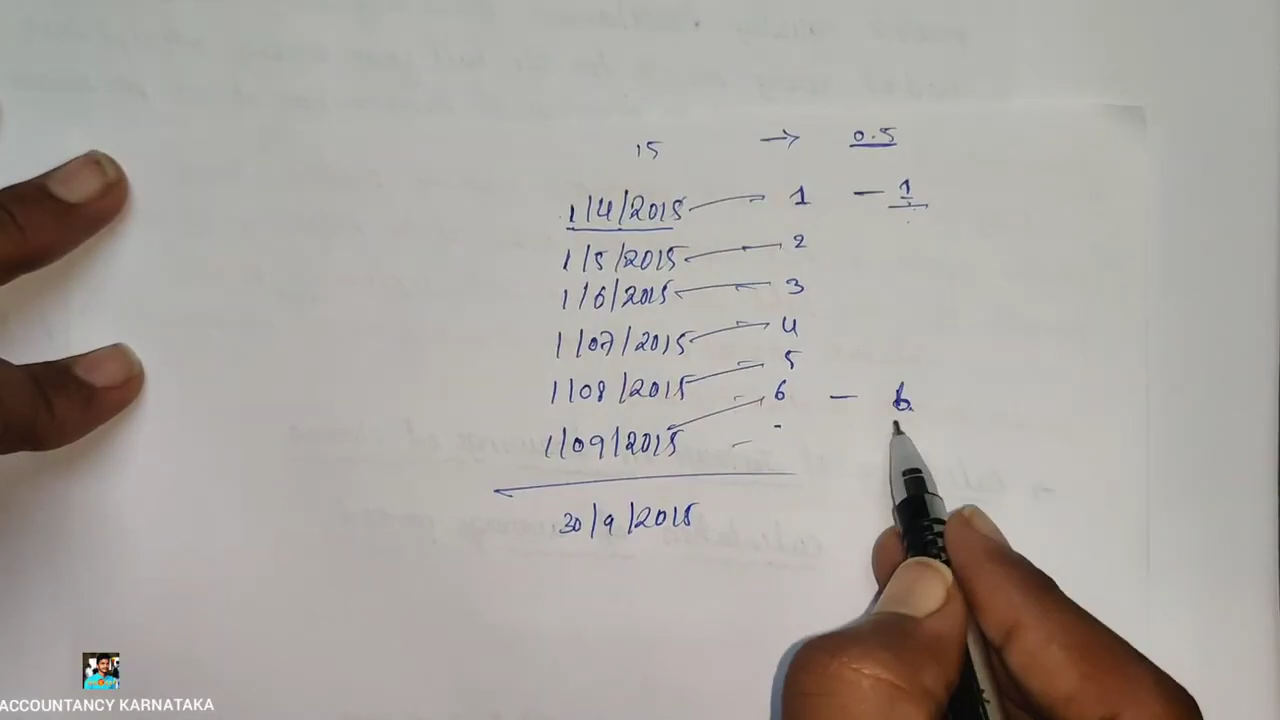 15 → 0.5
1/4/2015 — 1 — 1
1/5/2015 — 2
1/6/2015 — 3
1/07/2015 — 4
1/08/2015 — 5
1/09/2015 — 6 — 6
30/9/2015
ACCOUNTANCY KARNATAKA